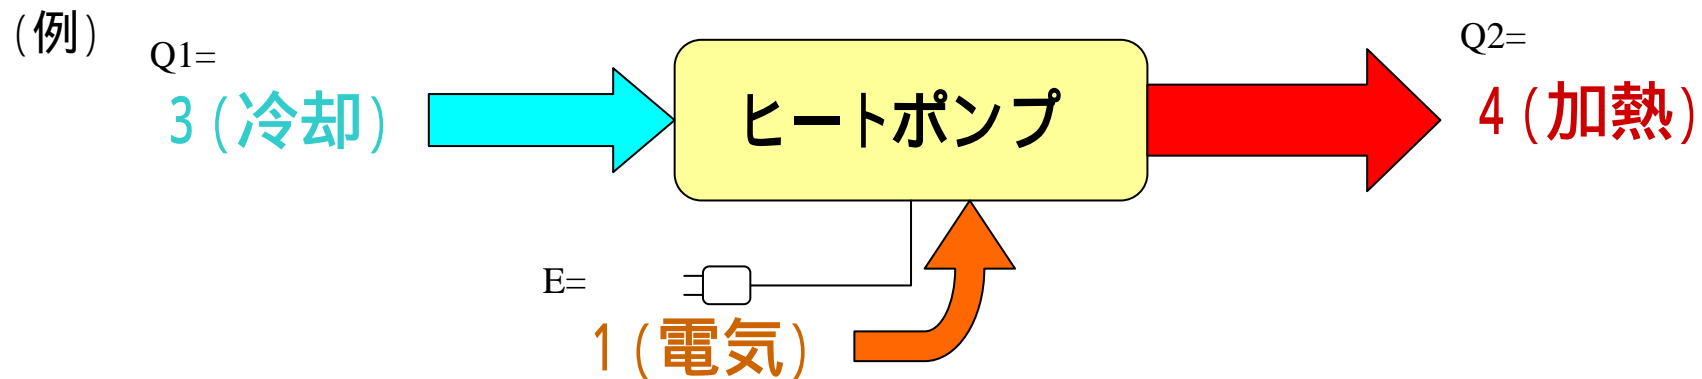 (例)
Q1=
3(冷却)
ヒートポンプ
Q2=
4(加熱)
E=
1(電気)